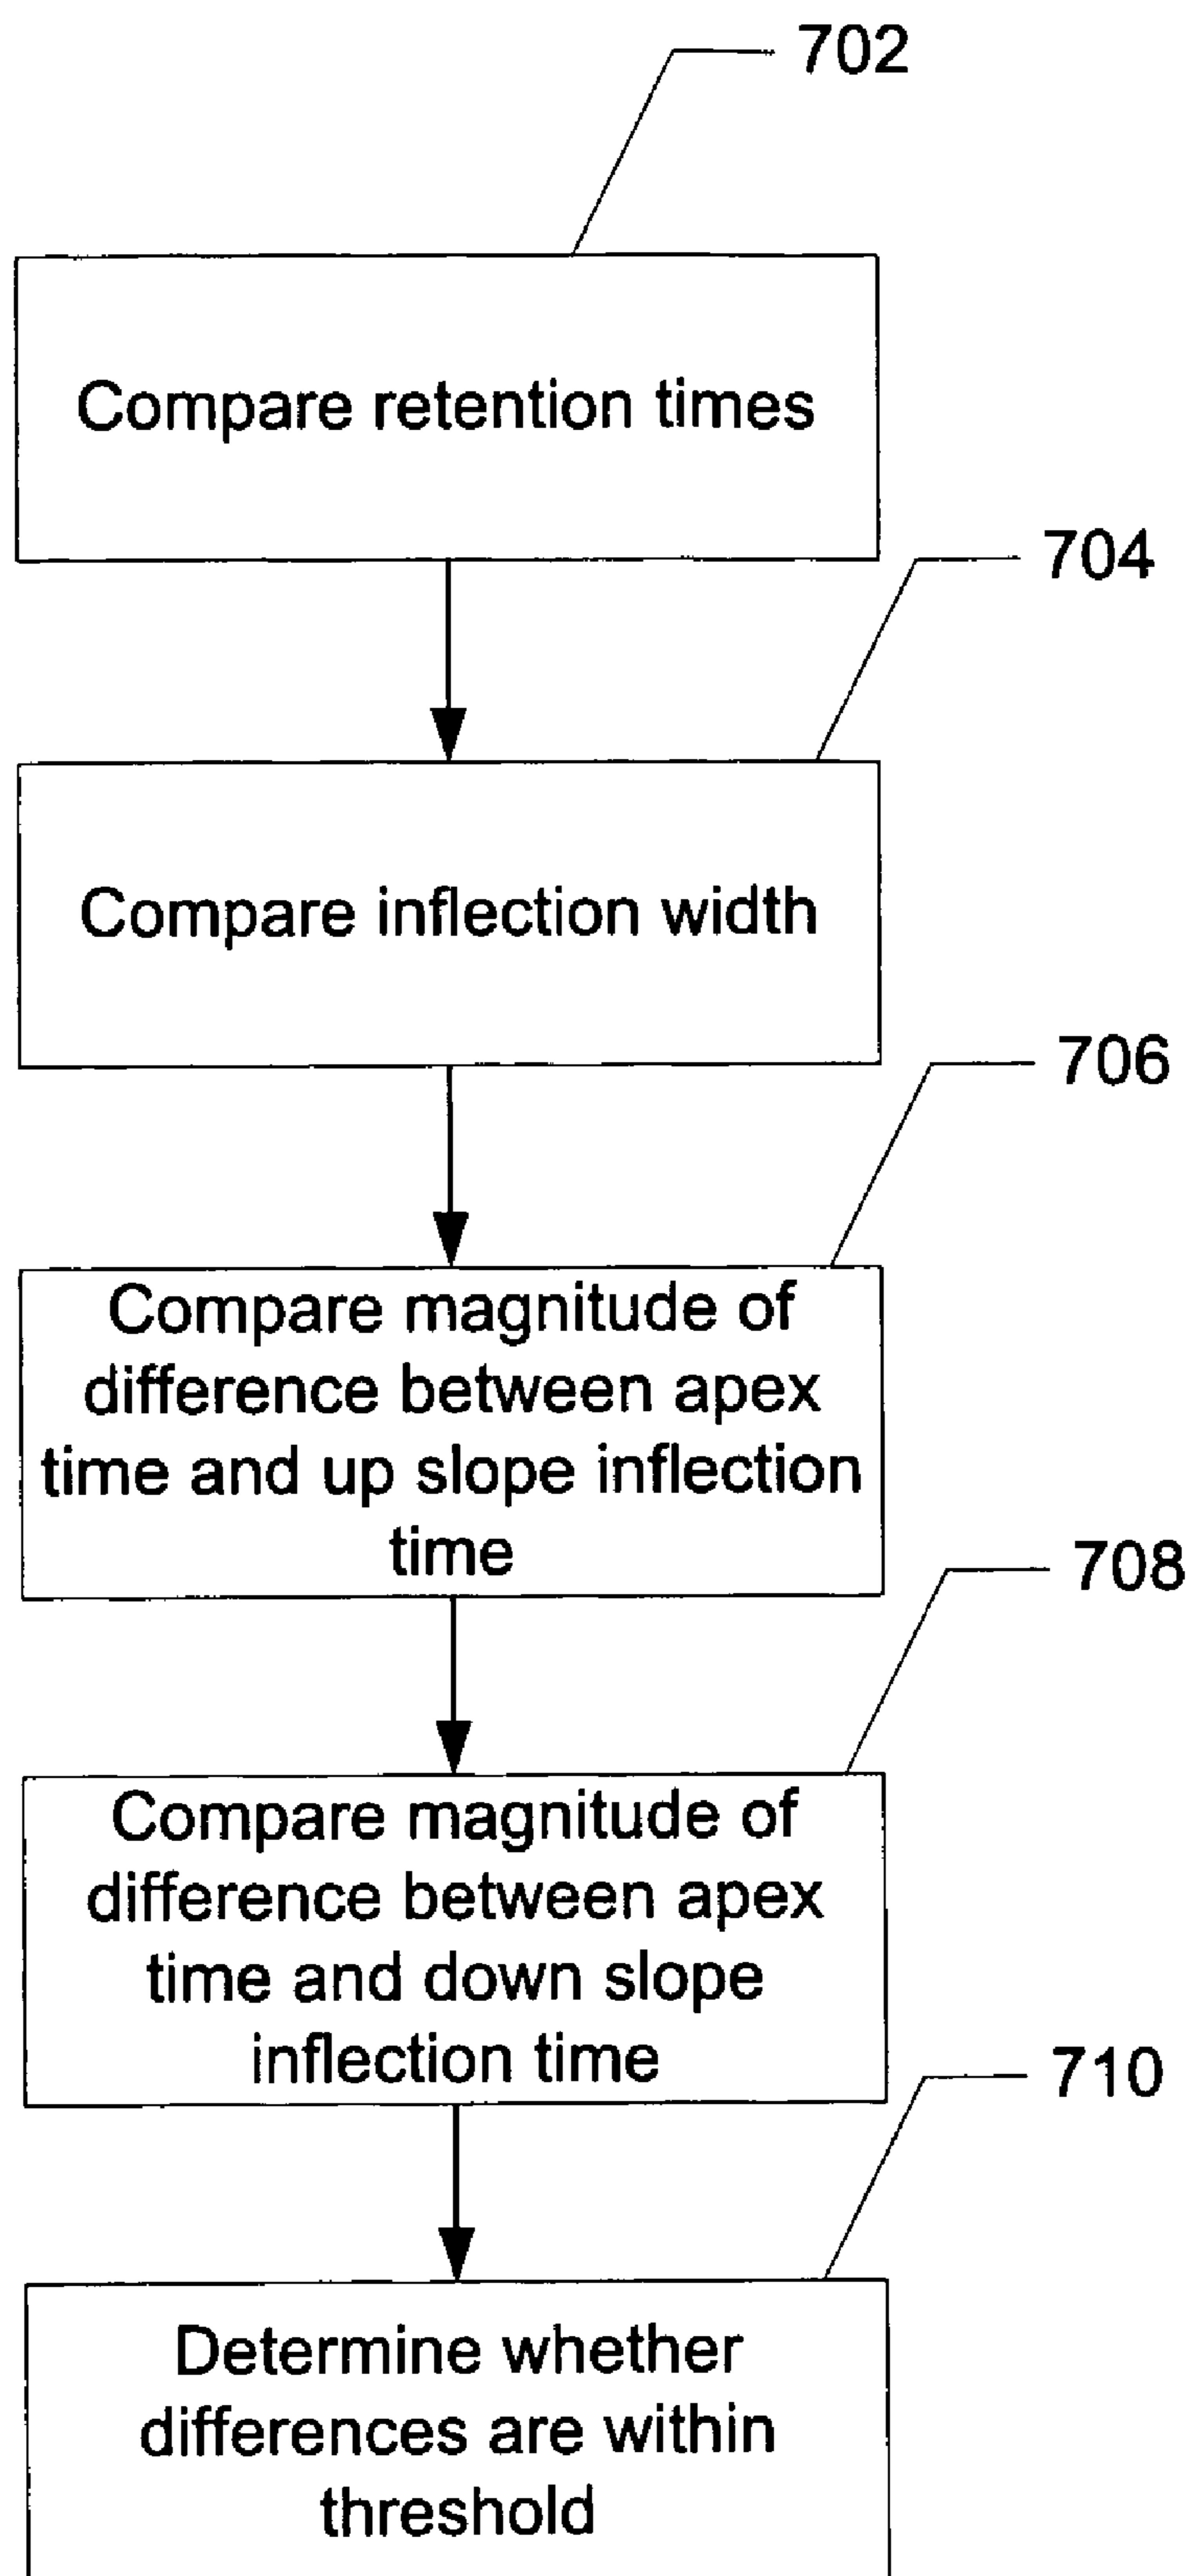 702
Compare retention times
704
Compare inflection width
706
Compare magnitude of
difference between apex
time and up slope inflection
time
708
Compare magnitude of
difference between apex
time and down slope
inflection time
710
Determine whether
differences are within
threshold